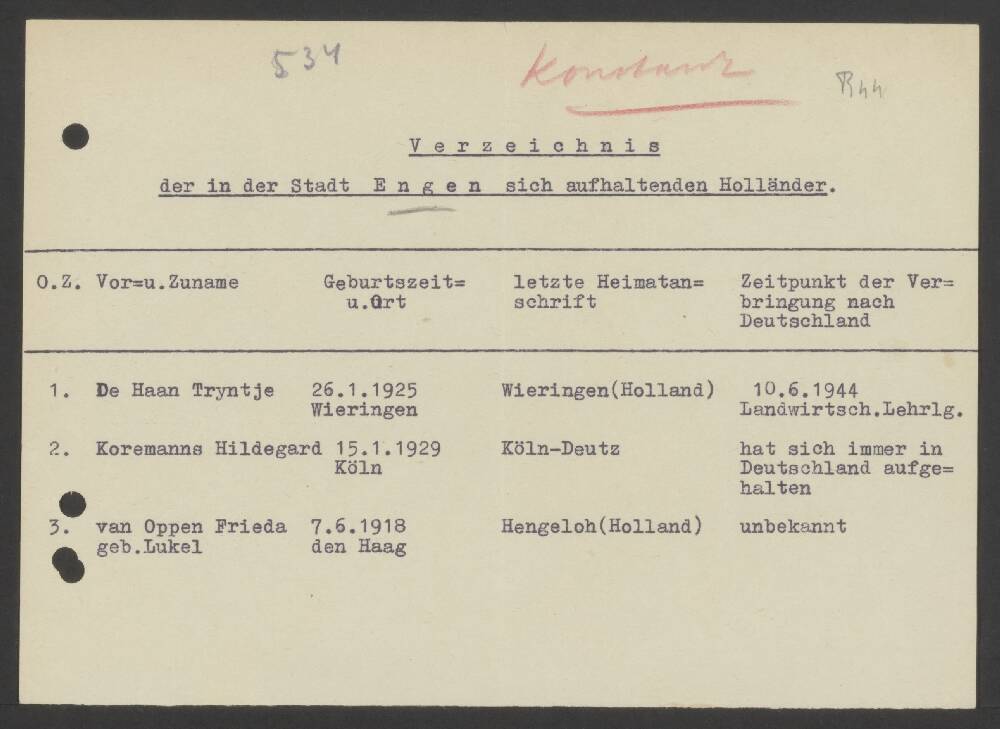 534
Konstanz
R44
Verzeichnis
der in der Stadt Engen sich aufhaltenden Holländer.
O.Z. Vor=u.Zuname Geburtszeit= letzte Heimatan= Zeitpunkt der Ver=
u.Ort schrift bringung nach
Deutschland
1. De Haan Tryntje 26.1.1925 Wieringen(Holland) 10.6.1944
Wieringen Landwirtsch.Lehrlg.
2. Koremanns Hildegard 15.1.1929 Köln-Deutz hat sich immer in
Köln Deutschland aufge=
halten
3. van Oppen Frieda 7.6.1918 Hengeloh(Holland) unbekannt
geb.Lukel den Haag